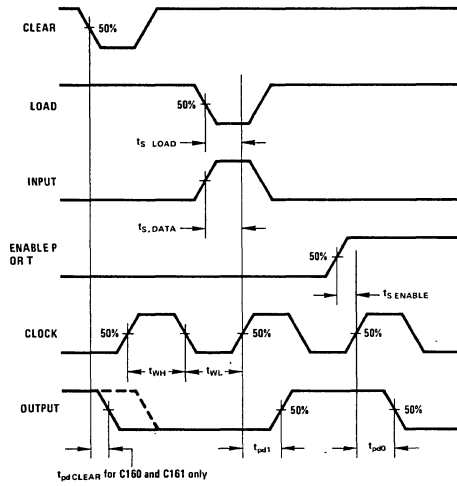 CLEAR
50%
LOAD
50%
tS LOAD
INPUT
tS, DATA
ENABLE P
OR T
50%
tS ENABLE
CLOCK
50%
50%
50%
tWH
tWL
OUTPUT
50%
50%
tpd1
tpd0
tpd CLEAR for C160 and C161 only